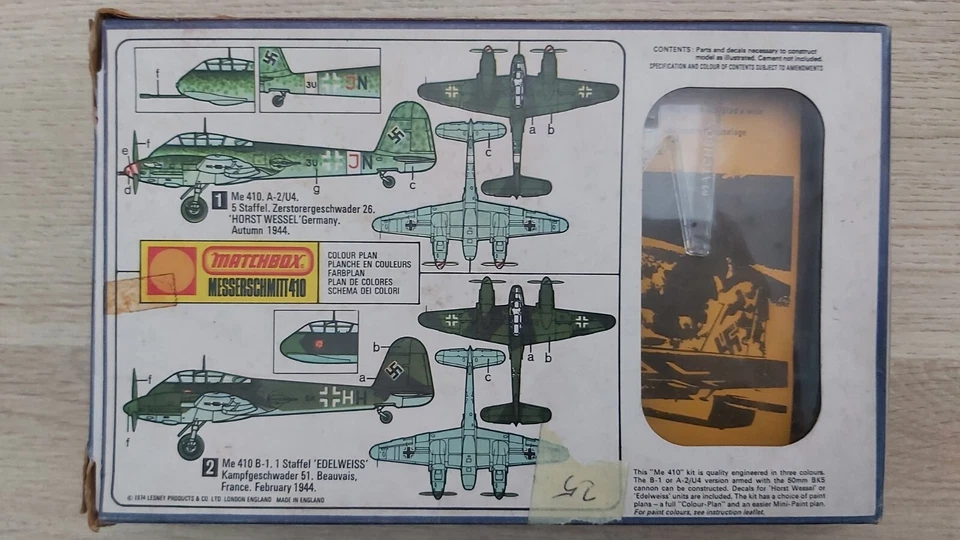 CONTENTS: Parts and decals necessary to construct
model as illustrated. Cement not included.
SPECIFICATION AND COLOUR OF CONTENTS SUBJECT TO AMENDMENTS
f
3U JN
a b
c
e f
d
3U JN
g
c
1 Me 410. A-2/U4.
5 Staffel. Zerstorergeschwader 26.
'HORST WESSEL' Germany.
Autumn 1944.
MATCHBOX
MESSERSCHMITT 410
COLOUR PLAN
PLANCHE EN COULEURS
FARBPLAN
PLAN DE COLORES
SCHEMA DEI COLORI
b
a
a b
c
f
HH
f
2 Me 410 B-1. 1 Staffel 'EDELWEISS'
Kampfgeschwader 51. Beauvais,
France. February 1944.
© 1974 LESNEY PRODUCTS & CO LTD. LONDON ENGLAND MADE IN ENGLAND
25
This "Me 410" kit is quality engineered in three colours.
The B-1 or A-2/U4 version armed with the 50mm BK5
cannon can be constructed. Decals for 'Horst Wessel' or
'Edelweiss' units are included. The kit has a choice of paint
plans – a full "Colour-Plan" and an easier Mini-Paint plan.
For paint colours, see instruction leaflet.